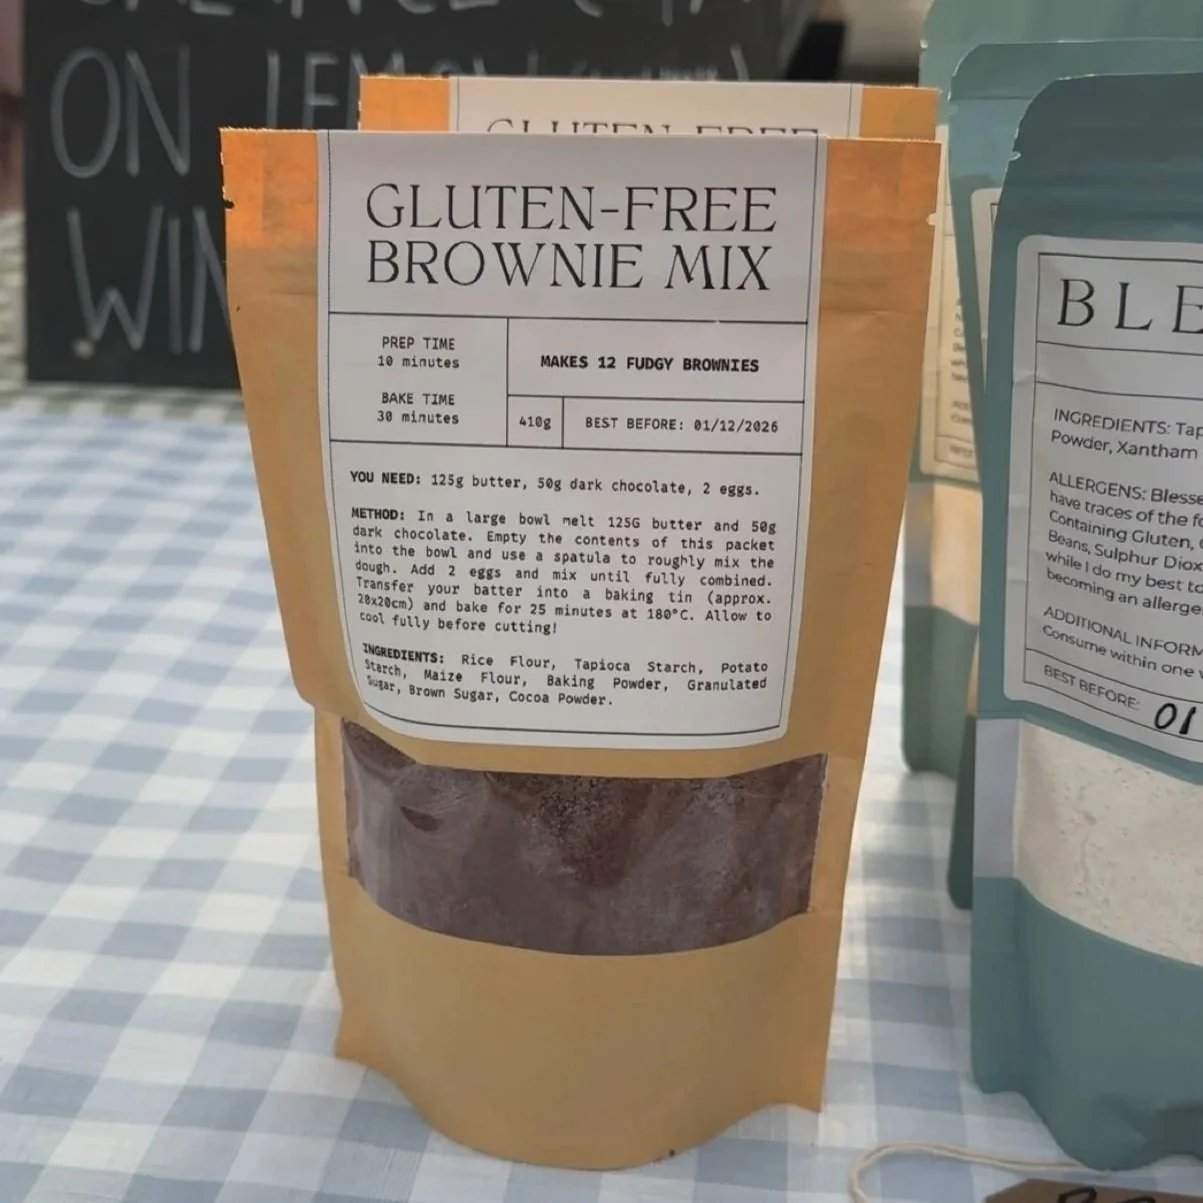 ON LEMON
WIN
GLUTEN-FREE
GLUTEN-FREE
BROWNIE MIX
PREP TIME
10 minutes
BAKE TIME
30 minutes
MAKES 12 FUDGY BROWNIES
410g
BEST BEFORE: 01/12/2026
YOU NEED: 125g butter, 50g dark chocolate, 2 eggs.
METHOD: In a large bowl melt 125G butter and 50g
dark chocolate. Empty the contents of this packet
into the bowl and use a spatula to roughly mix the
dough. Add 2 eggs and mix until fully combined.
Transfer your batter into a baking tin (approx.
20x20cm) and bake for 25 minutes at 180°C. Allow to
cool fully before cutting!
INGREDIENTS: Rice Flour, Tapioca Starch, Potato
Starch, Maize Flour, Baking Powder, Granulated
Sugar, Brown Sugar, Cocoa Powder.
BLE
INGREDIENTS: Tap
Powder, Xantham
ALLERGENS: Blesse
have traces of the fo
Containing Gluten,
Beans, Sulphur Diox
while I do my best to
becoming an allerge
ADDITIONAL INFORM
Consume within one
BEST BEFORE: 01